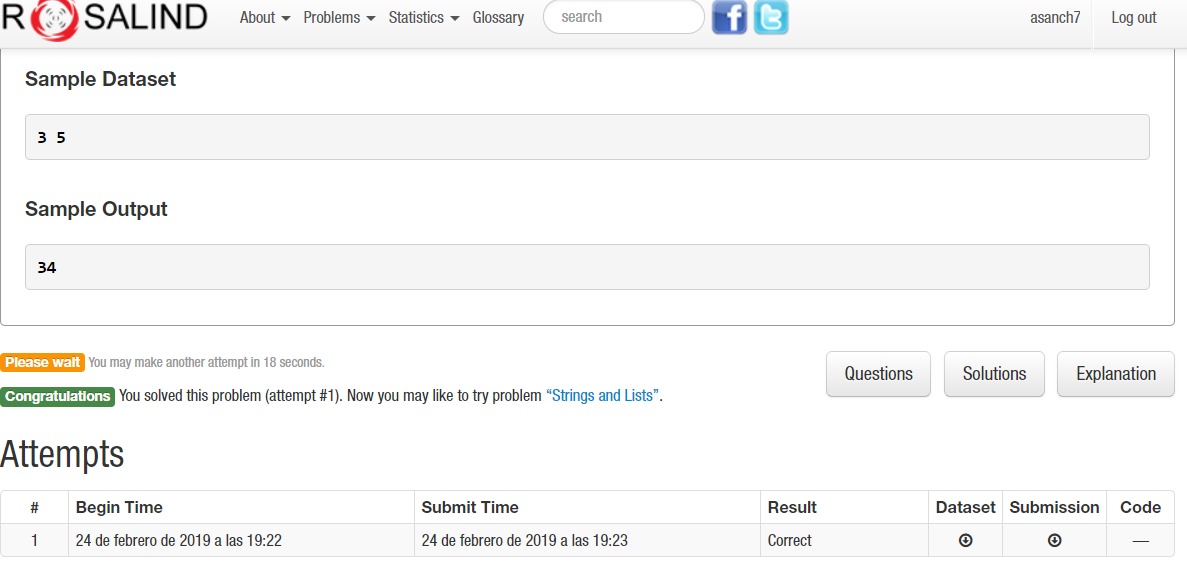 ROSALIND About Problems Statistics Glossary search asanch7 Log out
Sample Dataset
3 5
Sample Output
34
Please wait You may make another attempt in 18 seconds.
Questions Solutions Explanation
Congratulations You solved this problem (attempt #1). Now you may like to try problem “Strings and Lists”.
Attempts
# Begin Time Submit Time Result Dataset Submission Code
1 24 de febrero de 2019 a las 19:22 24 de febrero de 2019 a las 19:23 Correct —